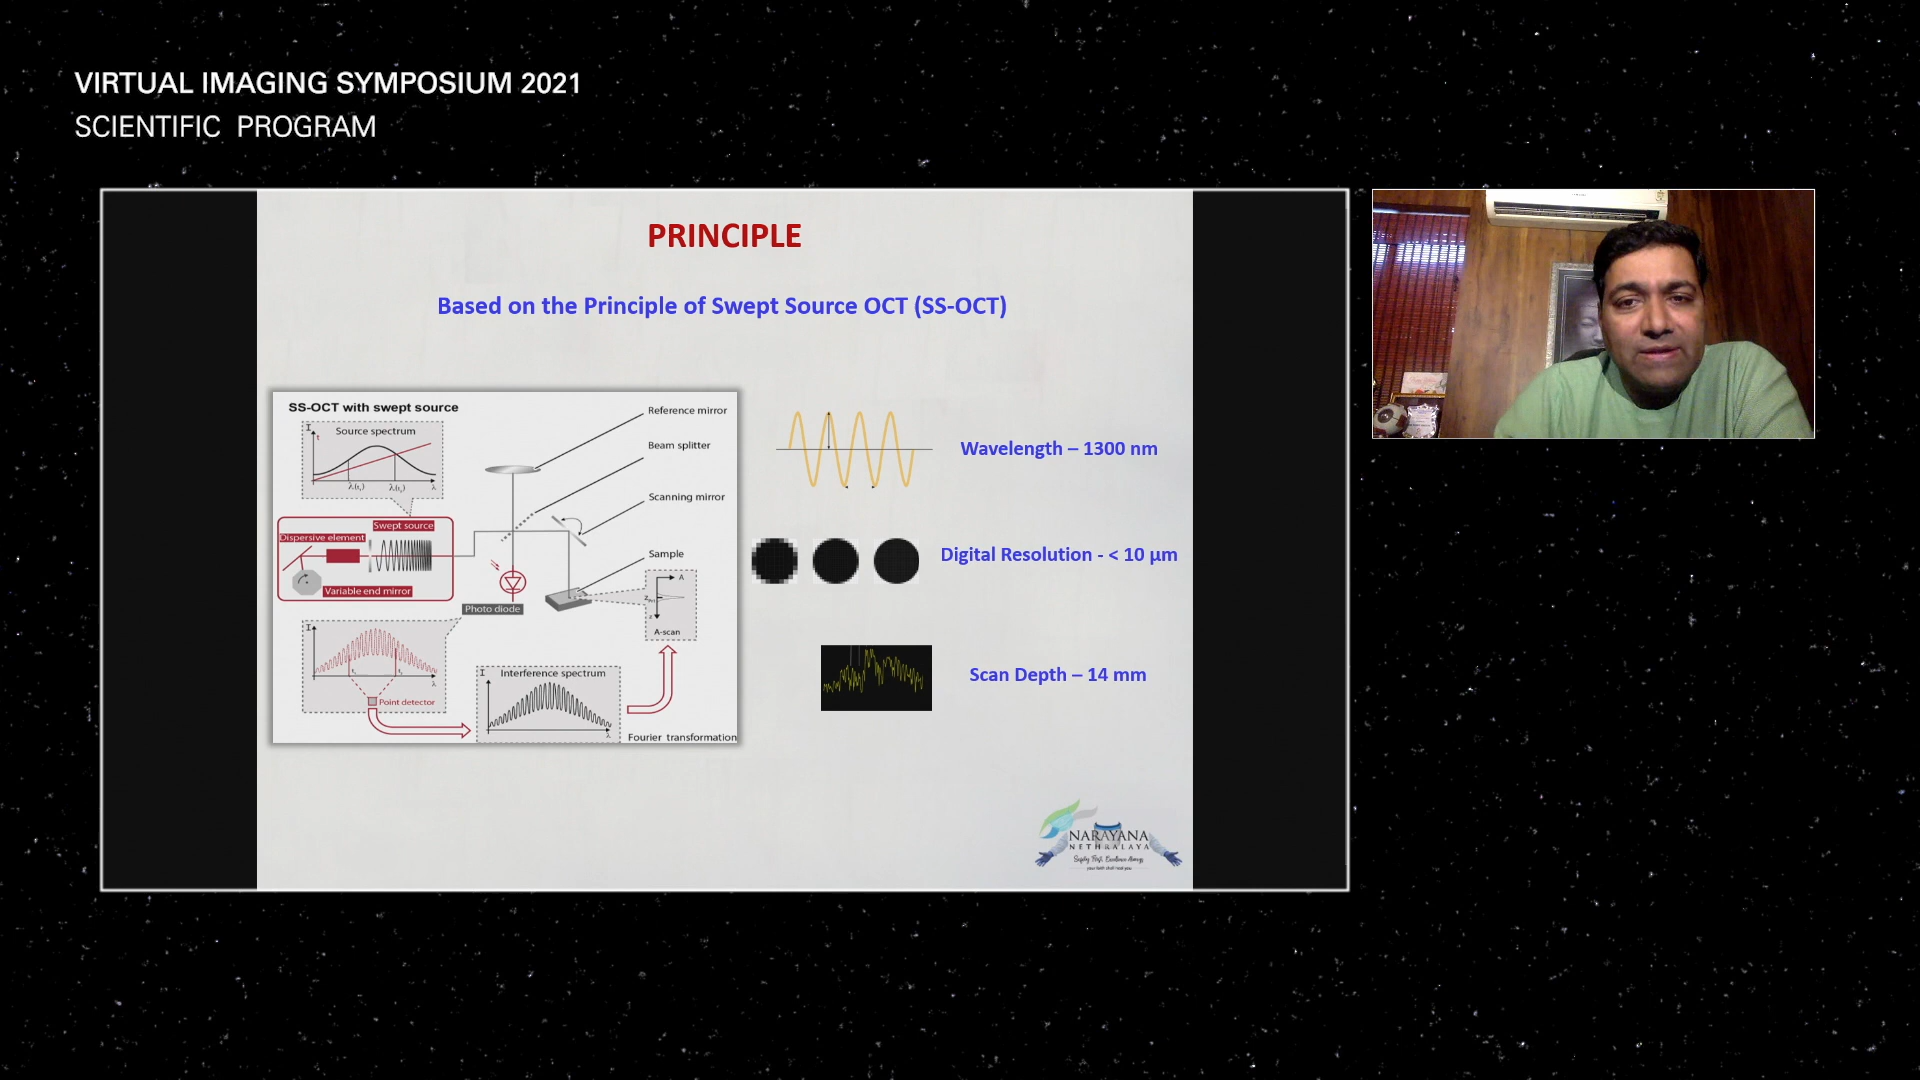 VIRTUAL IMAGING SYMPOSIUM 2021
SCIENTIFIC PROGRAM
PRINCIPLE
Based on the Principle of Swept Source OCT (SS-OCT)
SS-OCT with swept source
Source spectrum
I
t
λ
Swept source
Dispersive element
Variable end mirror
Reference mirror
Beam splitter
Scanning mirror
Sample
Photo diode
A
z
A-scan
I
λ
Point detector
I
Interference spectrum
λ
Fourier transformation
Wavelength – 1300 nm
Digital Resolution - < 10 µm
Scan Depth – 14 mm
NARAYANA
NETHRALAYA